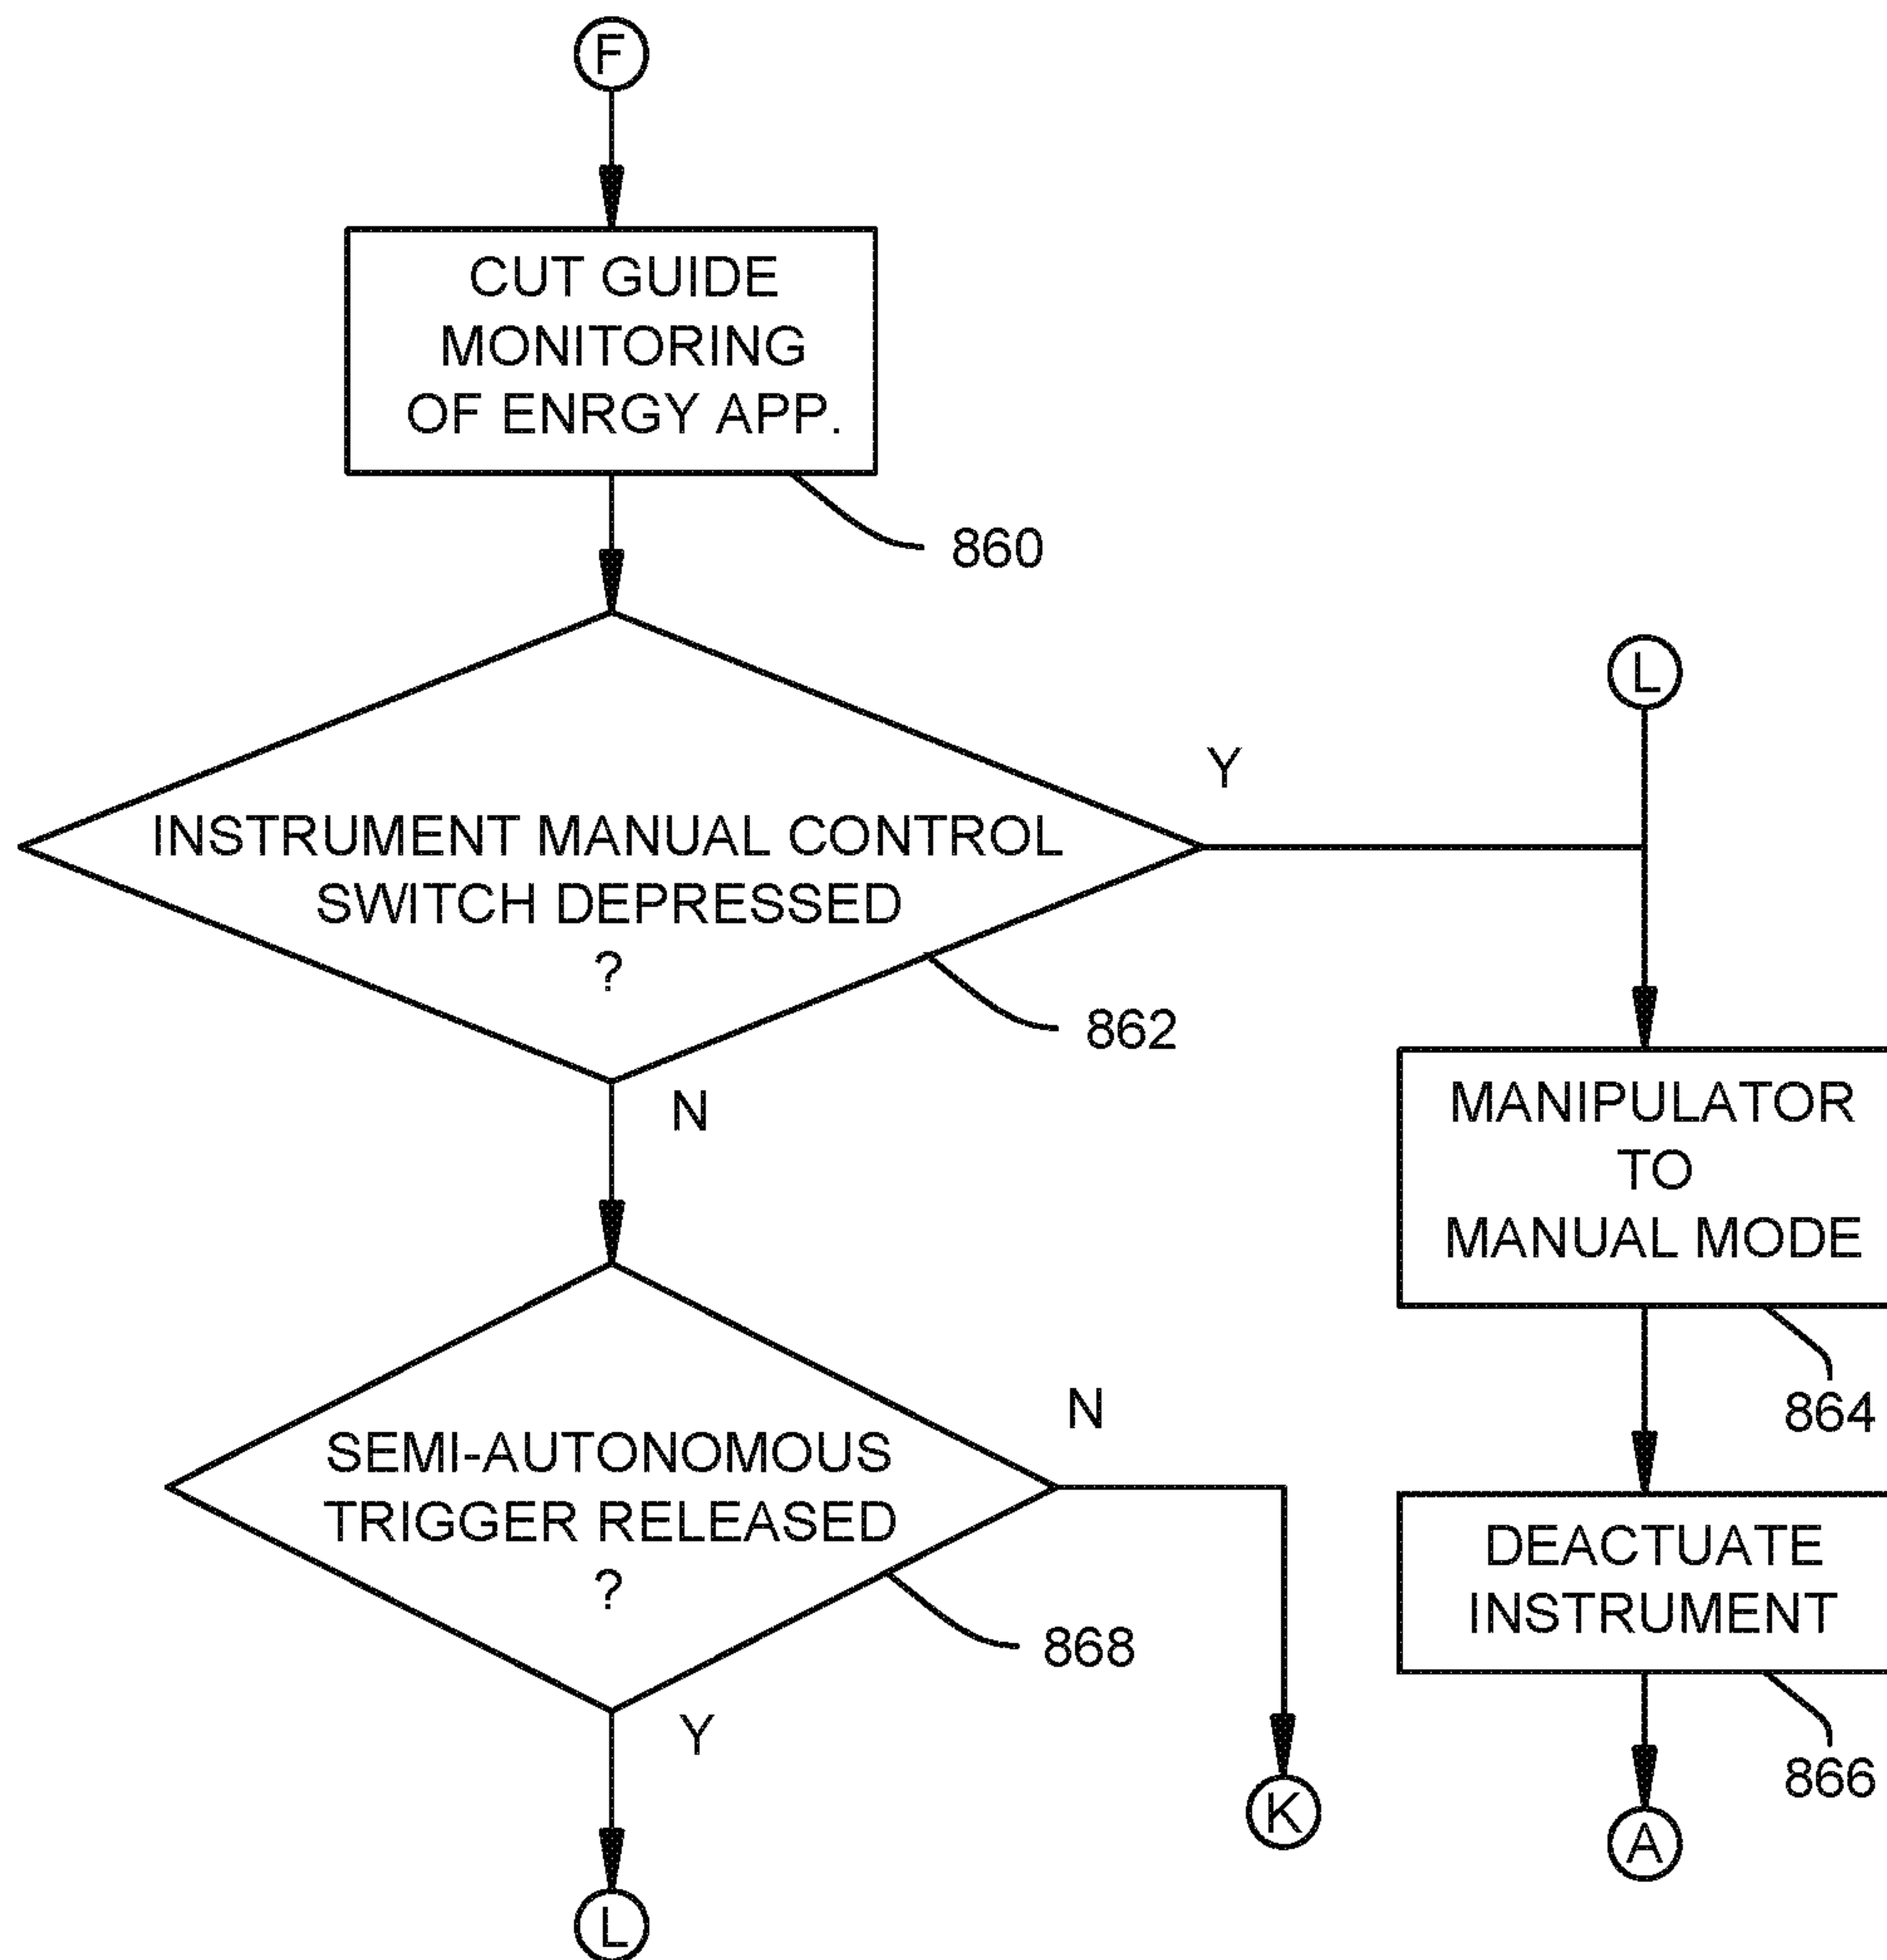 F
CUT GUIDE
MONITORING
OF ENRGY APP.
860
INSTRUMENT MANUAL CONTROL
SWITCH DEPRESSED
?
862
Y
N
L
MANIPULATOR
TO
MANUAL MODE
864
SEMI-AUTONOMOUS
TRIGGER RELEASED
?
868
N
Y
K
L
DEACTUATE
INSTRUMENT
866
A